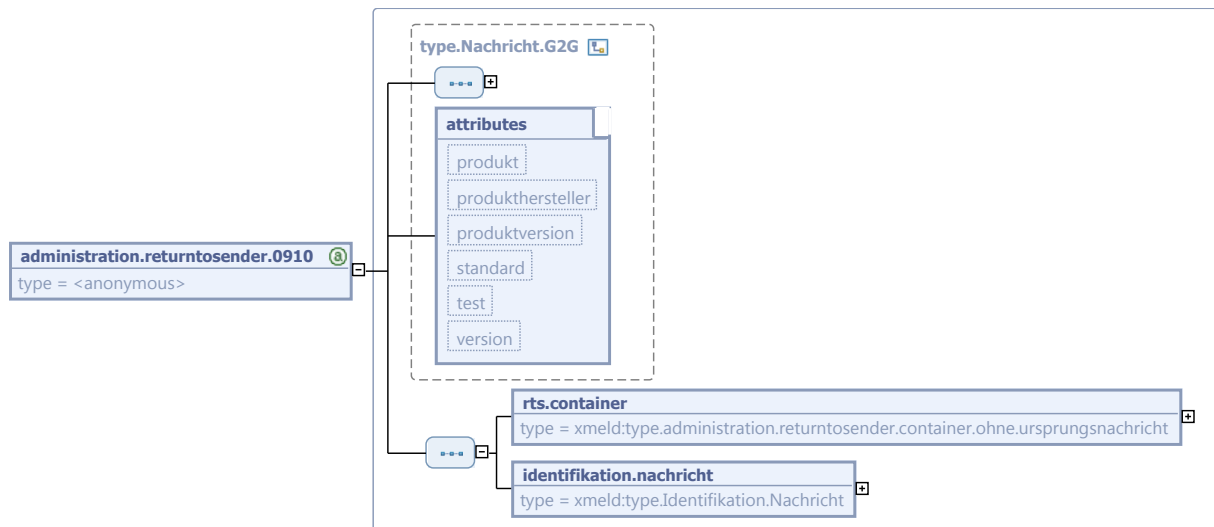 type.Nachricht.G2G
attributes
produkt
produkthersteller
produktversion
standard
test
version
administration.returntosender.0910 a
type = <anonymous>
rts.container
type = xmeld:type.administration.returntosender.container.ohne.ursprungsnachricht
identifikation.nachricht
type = xmeld:type.Identifikation.Nachricht